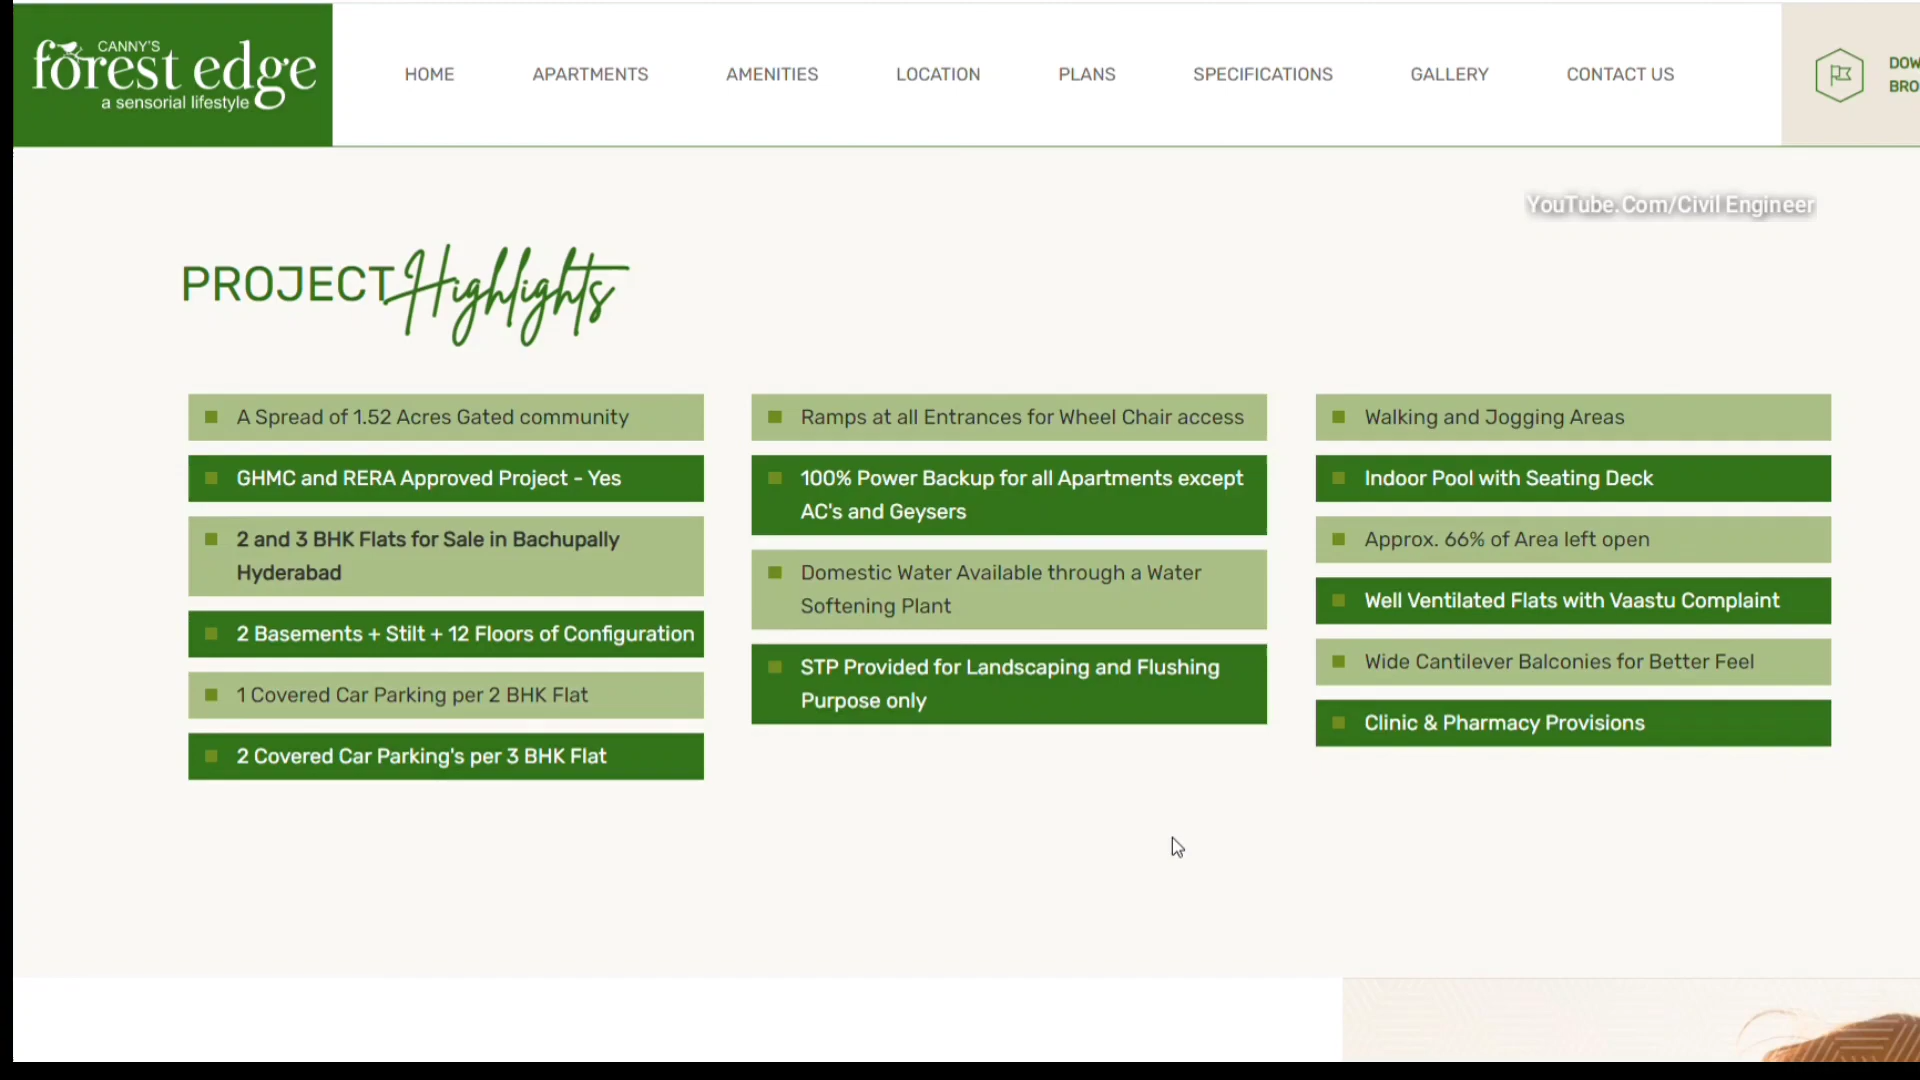 CANNY'S
forest edge
a sensorial lifestyle
HOME
APARTMENTS
AMENITIES
LOCATION
PLANS
SPECIFICATIONS
GALLERY
CONTACT US
YouTube.Com/Civil Engineer
PROJECT Highlights
A Spread of 1.52 Acres Gated community
GHMC and RERA Approved Project - Yes
2 and 3 BHK Flats for Sale in Bachupally
Hyderabad
2 Basements + Stilt + 12 Floors of Configuration
1 Covered Car Parking per 2 BHK Flat
2 Covered Car Parking's per 3 BHK Flat
Ramps at all Entrances for Wheel Chair access
100% Power Backup for all Apartments except
AC's and Geysers
Domestic Water Available through a Water
Softening Plant
STP Provided for Landscaping and Flushing
Purpose only
Walking and Jogging Areas
Indoor Pool with Seating Deck
Approx. 66% of Area left open
Well Ventilated Flats with Vaastu Complaint
Wide Cantilever Balconies for Better Feel
Clinic & Pharmacy Provisions